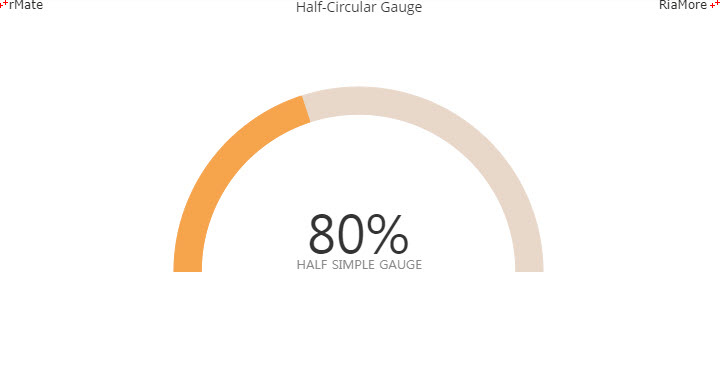 rMate
Half-Circular Gauge
RiaMore
80%
HALF SIMPLE GAUGE